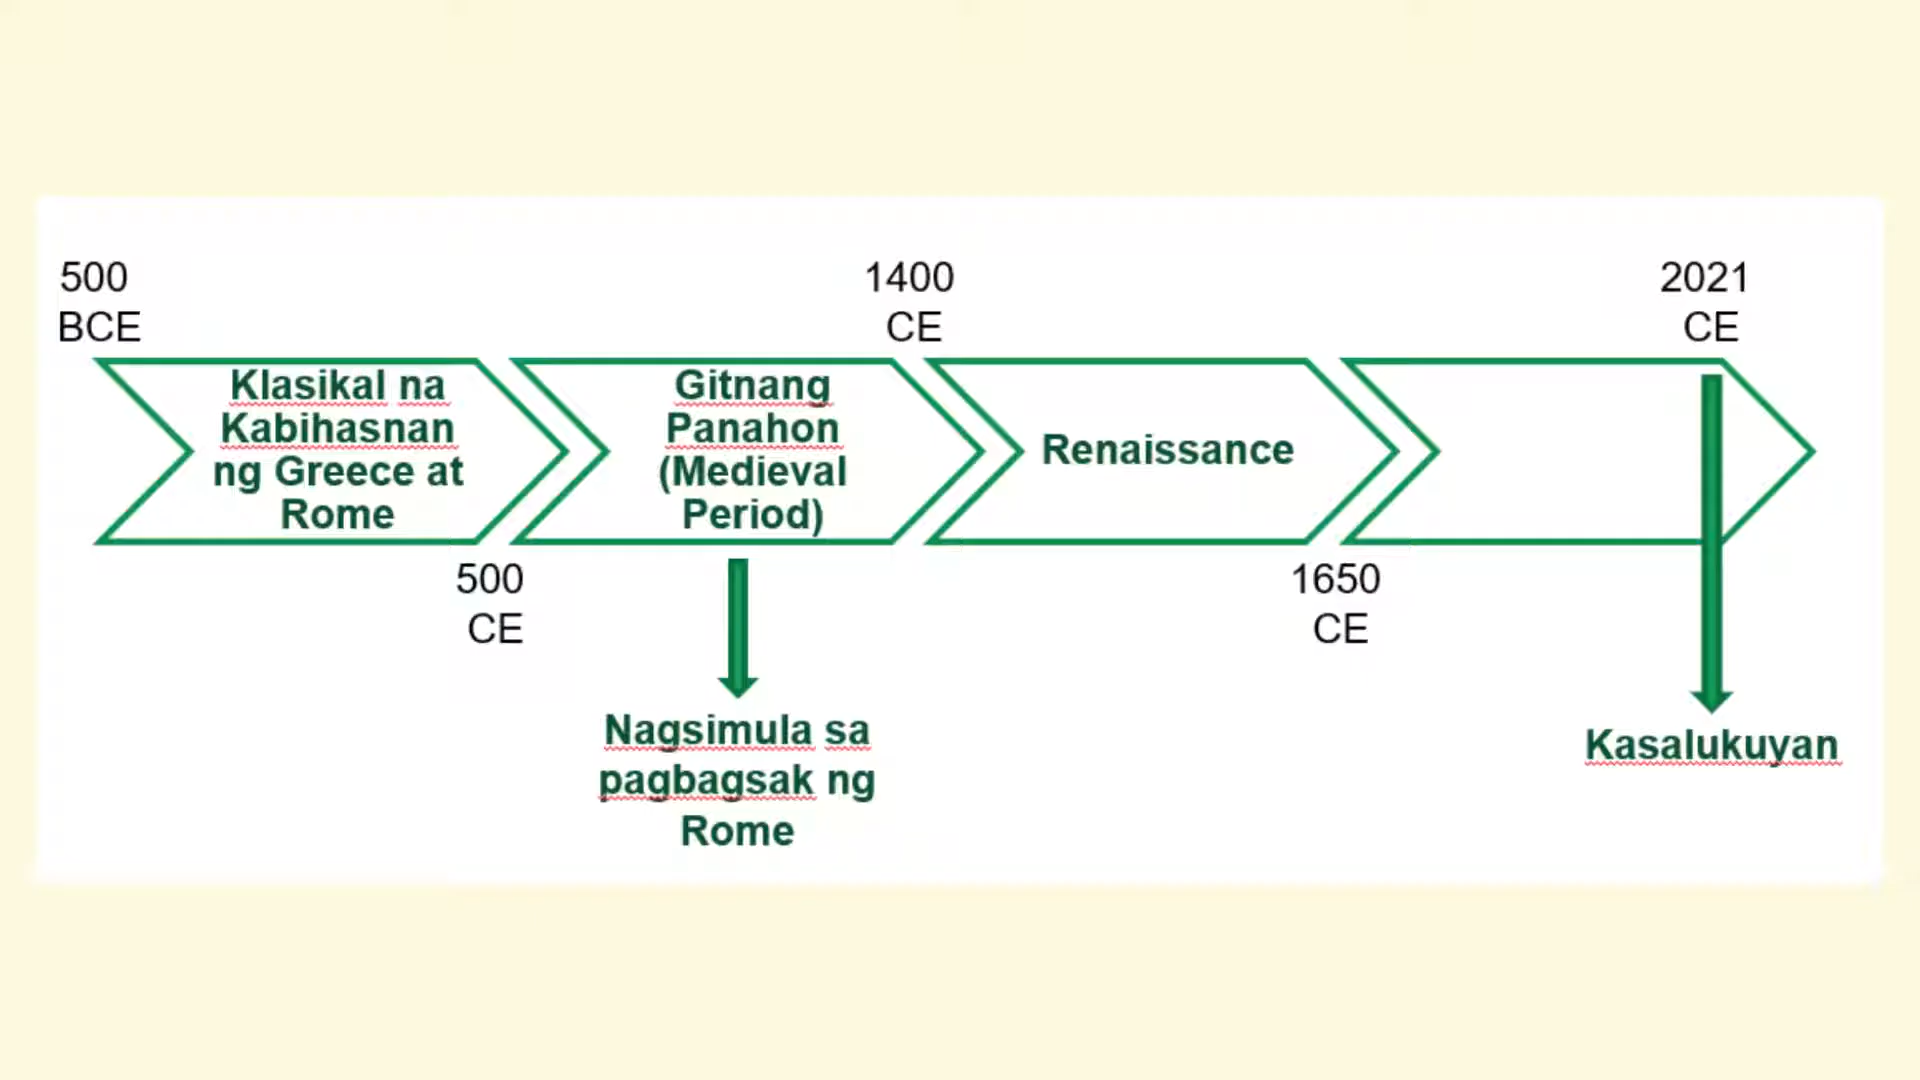 500
BCE
1400
CE
2021
CE
Klasikal na
Kabihasnan
ng Greece at
Rome
Gitnang
Panahon
(Medieval
Period)
Renaissance
500
CE
1650
CE
Nagsimula sa
pagbagsak ng
Rome
Kasalukuyan